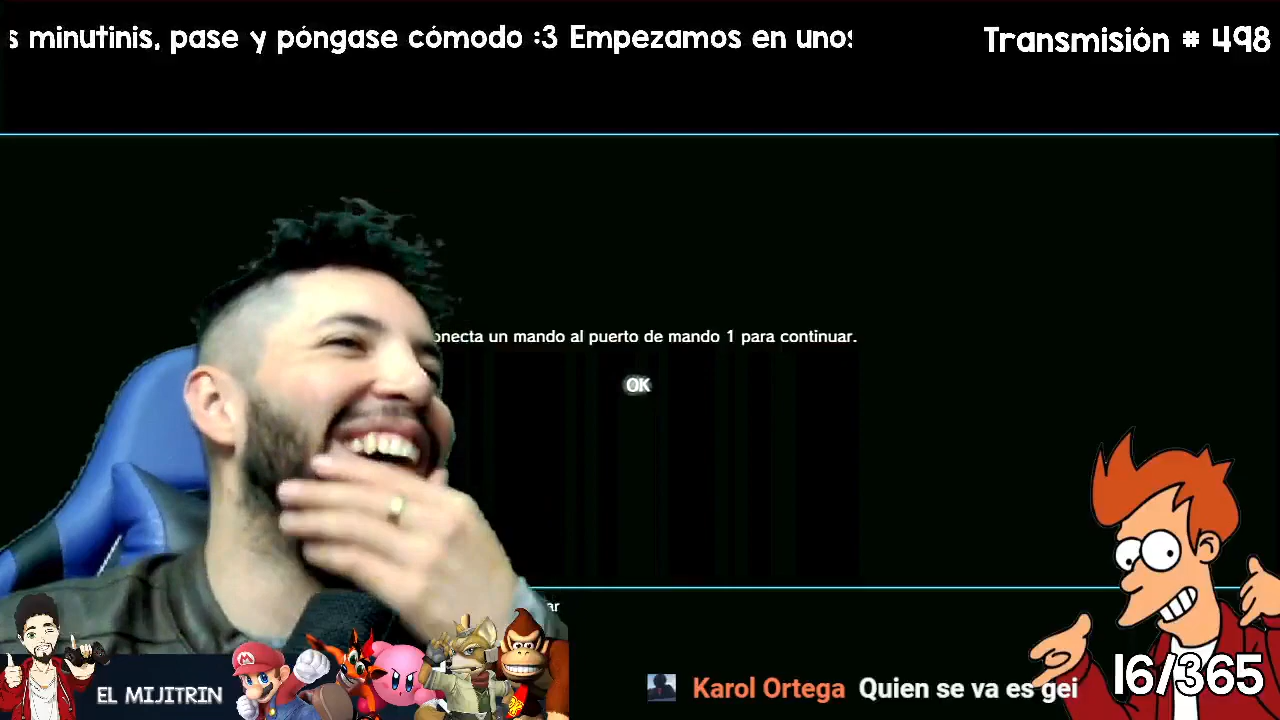 minutinis, pase y póngase cómodo :3 Empezamos en unos
Transmisión # 498
un mando al puerto de mando 1 para continuar.
OK
EL MIJITRIN
Karol Ortega Quien se va es gei
16/365